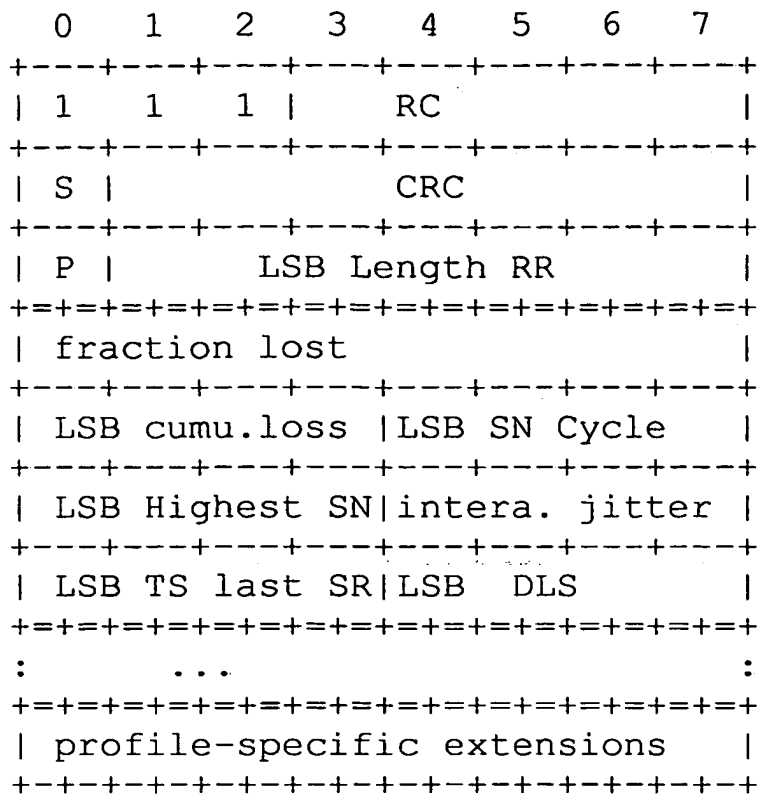 0 1 2 3 4 5 6 7
+---+---+---+---+---+---+---+---+
| 1 1 1 | RC |
+---+---+---+---+---+---+---+---+
| S | CRC |
+---+---+---+---+---+---+---+---+
| P | LSB Length RR |
+=+=+=+=+=+=+=+=+=+=+=+=+=+=+=+=+
| fraction lost |
+---+---+---+---+---+---+---+---+
| LSB cumu.loss |LSB SN Cycle |
+---+---+---+---+---+---+---+---+
| LSB Highest SN|intera. jitter |
+---+---+---+---+---+---+---+---+
| LSB TS last SR|LSB DLS |
+=+=+=+=+=+=+=+=+=+=+=+=+=+=+=+=+
: ... :
+=+=+=+=+=+=+=+=+=+=+=+=+=+=+=+=+
| profile-specific extensions |
+-+-+-+-+-+-+-+-+-+-+-+-+-+-+-+-+